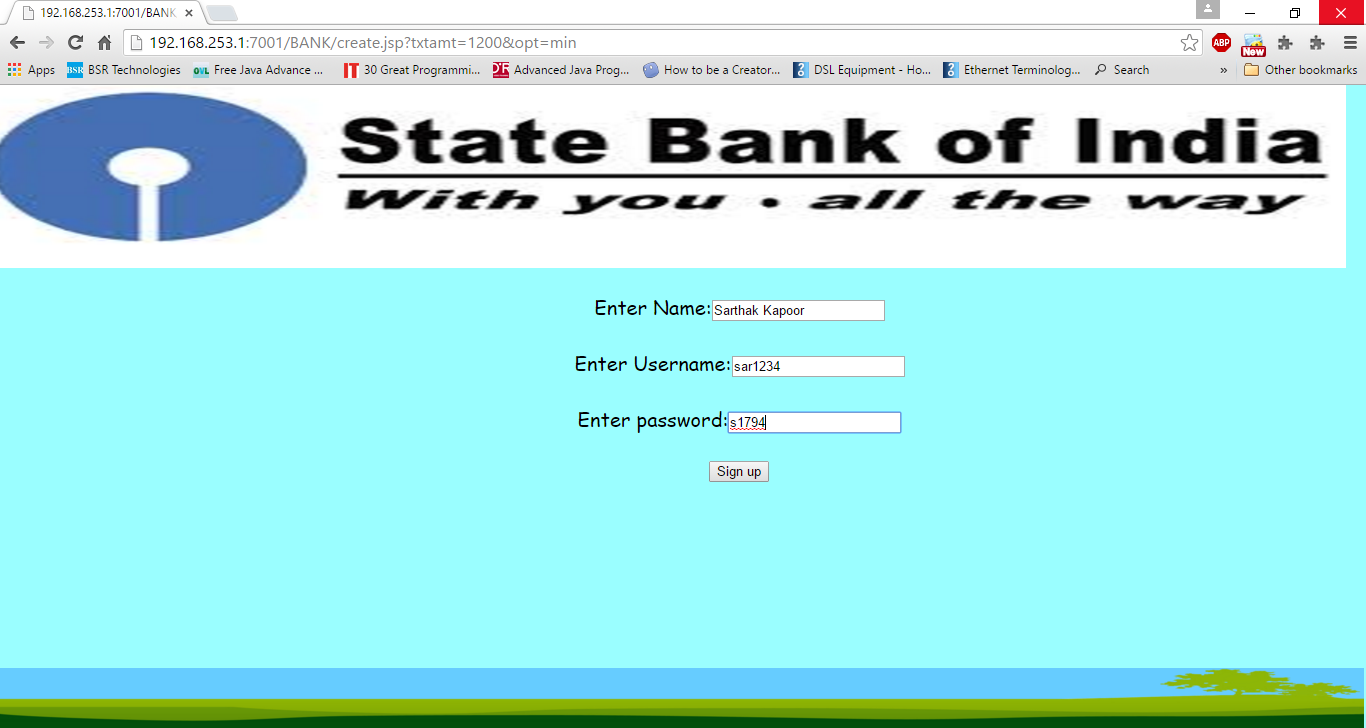 192.168.253.1:7001/BANK
192.168.253.1:7001/BANK/create.jsp?txtamt=1200&opt=min
ABP
New
Apps BSR BSR Technologies OVL Free Java Advance ... IT 30 Great Programmi... Advanced Java Prog... How to be a Creator... DSL Equipment - Ho... Ethernet Terminolog... Search » Other bookmarks
State Bank of India
With you • all the way
Enter Name: Sarthak Kapoor
Enter Username: sar1234
Enter password: s1794
Sign up